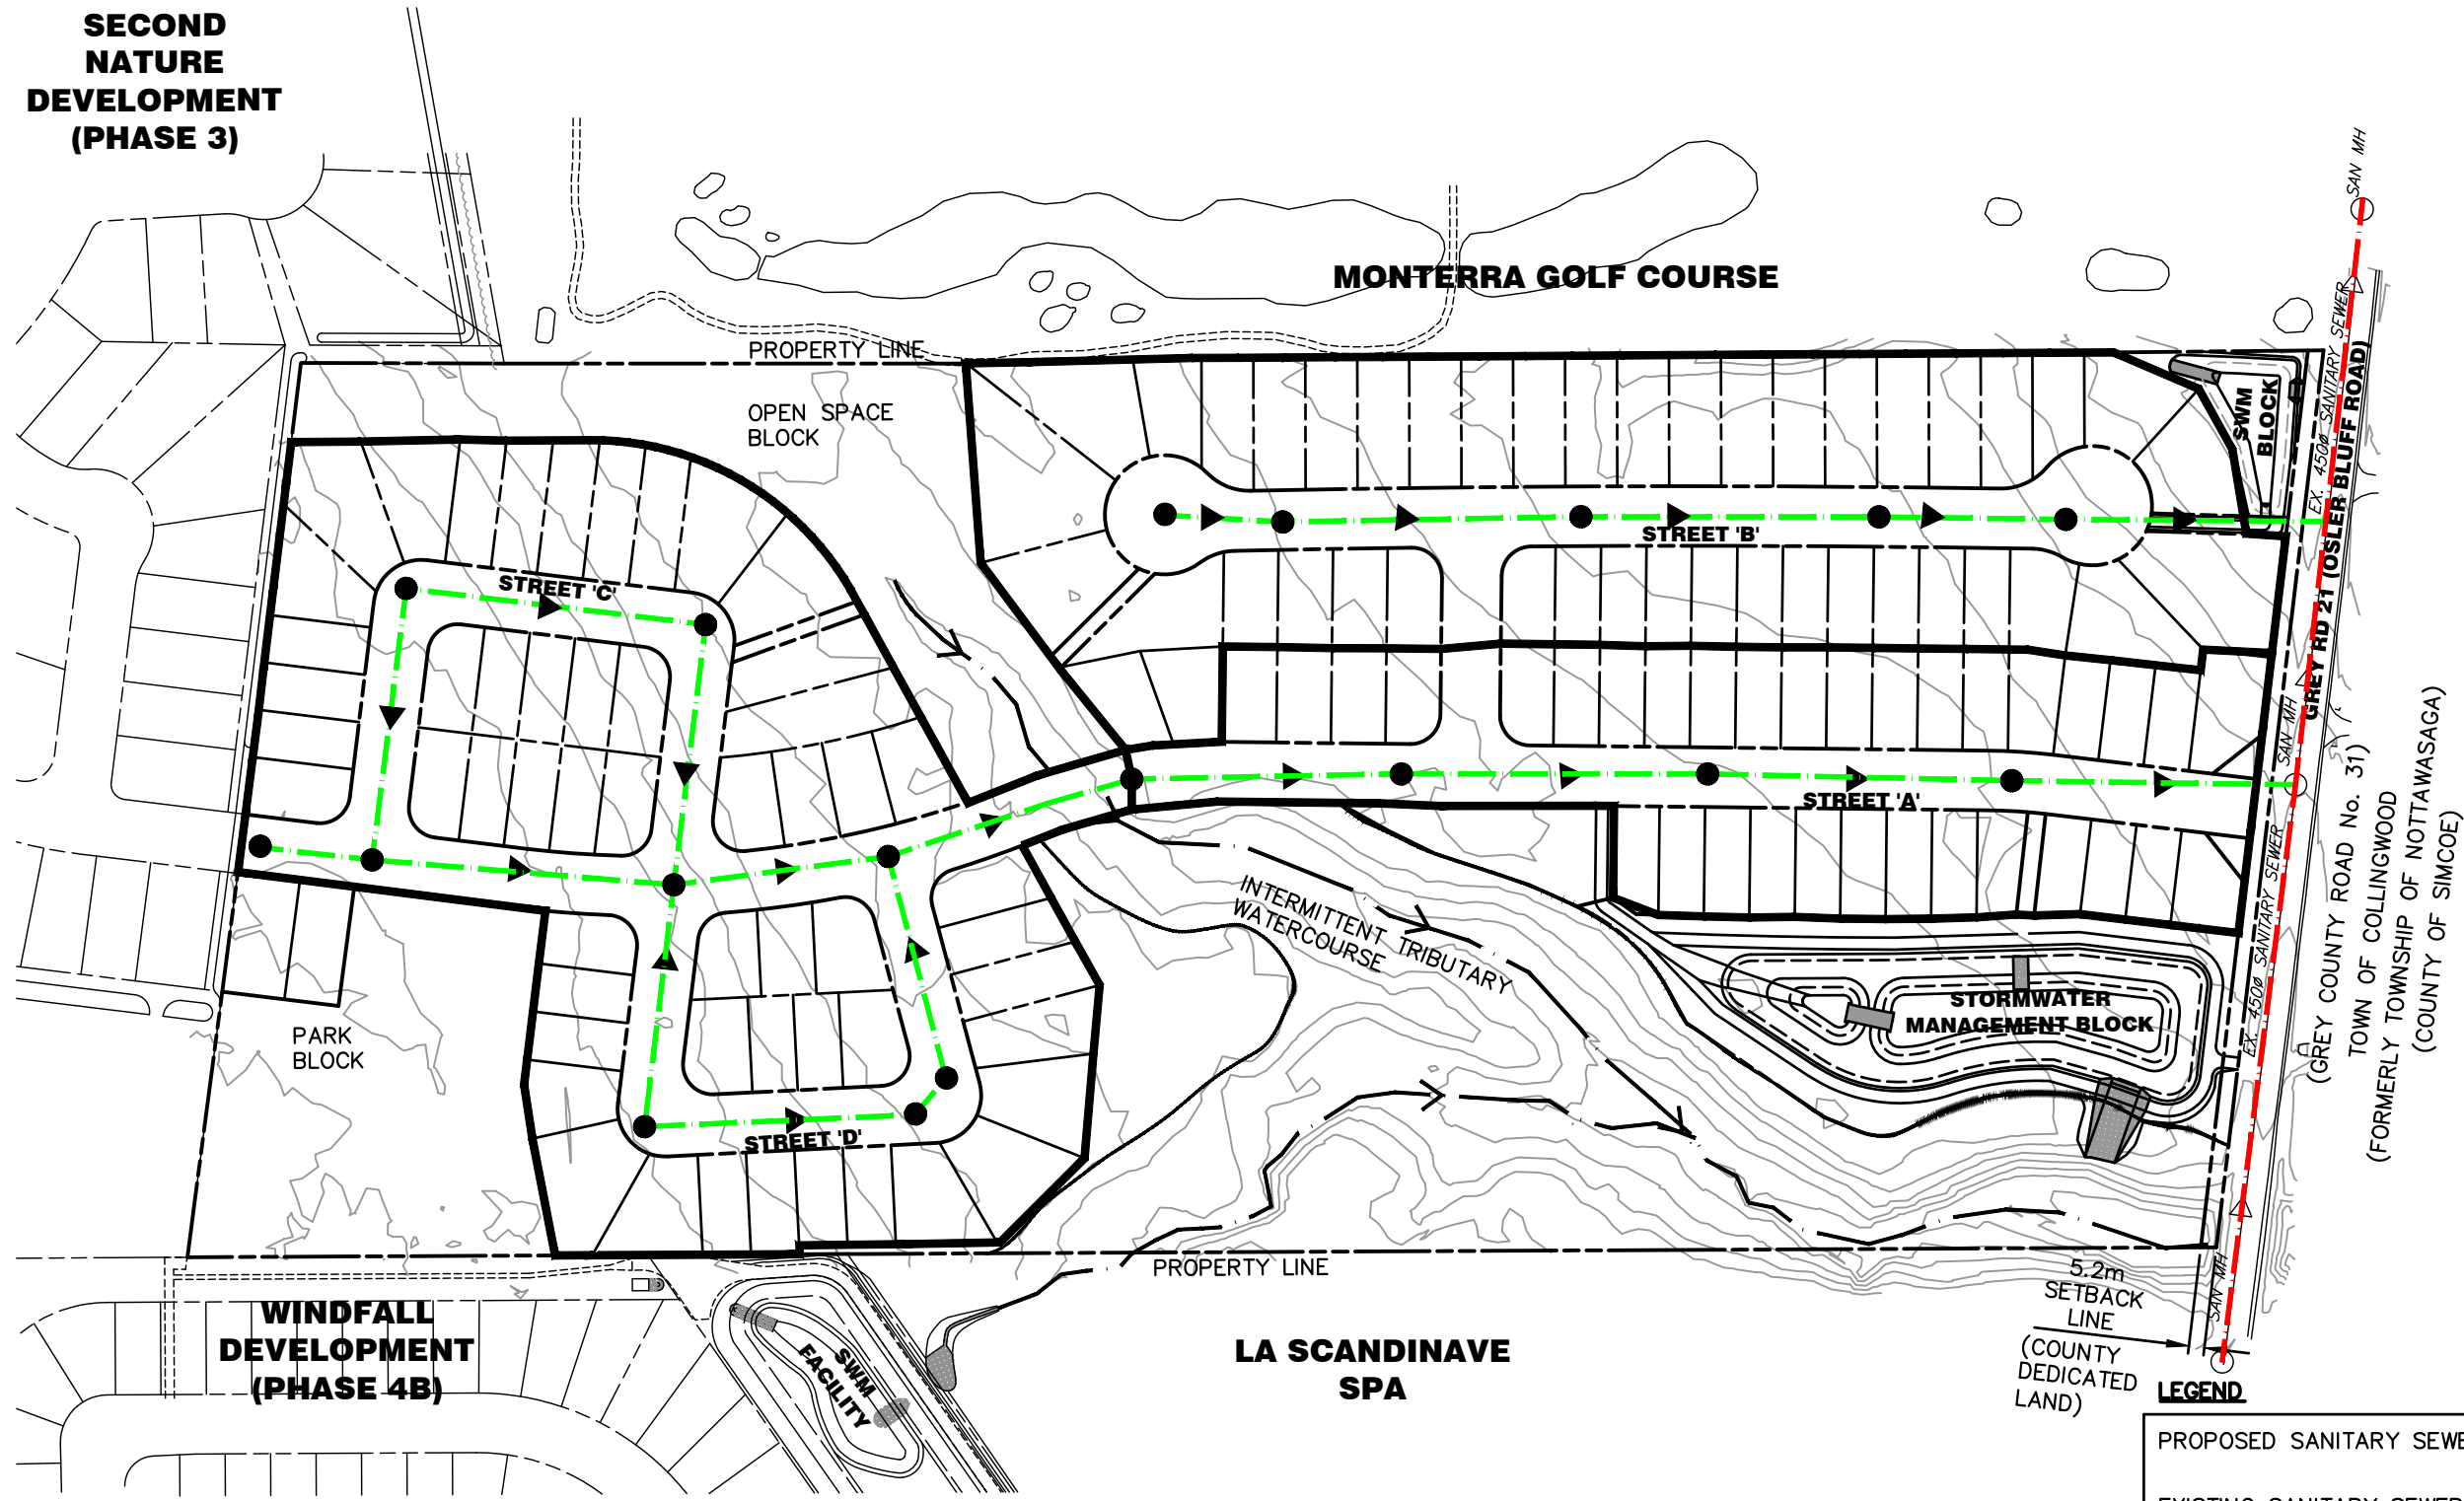 SECOND
NATURE
DEVELOPMENT
(PHASE 3)
SAN MH
MONTERRA GOLF COURSE
PROPERTY LINE
OPEN SPACE
BLOCK
SWM
BLOCK
EX. 450Ø SANITARY SEWER
GREY RD 21 (OSLER BLUFF ROAD)
STREET 'B'
STREET 'C'
SAN MH
STREET 'A'
(GREY COUNTY ROAD No. 31)
TOWN OF COLLINGWOOD
(FORMERLY TOWNSHIP OF NOTTAWASAGA)
(COUNTY OF SIMCOE)
EX. 450Ø SANITARY SEWER
INTERMITTENT TRIBUTARY
WATERCOURSE
STORMWATER
MANAGEMENT BLOCK
PARK
BLOCK
STREET 'D'
PROPERTY LINE
SAN MH
5.2m
SETBACK
LINE
(COUNTY
DEDICATED
LAND)
WINDFALL
DEVELOPMENT
(PHASE 4B)
SWM
FACILITY
LA SCANDINAVE
SPA
LEGEND
PROPOSED SANITARY SEWE
EXISTING SANITARY SEWER